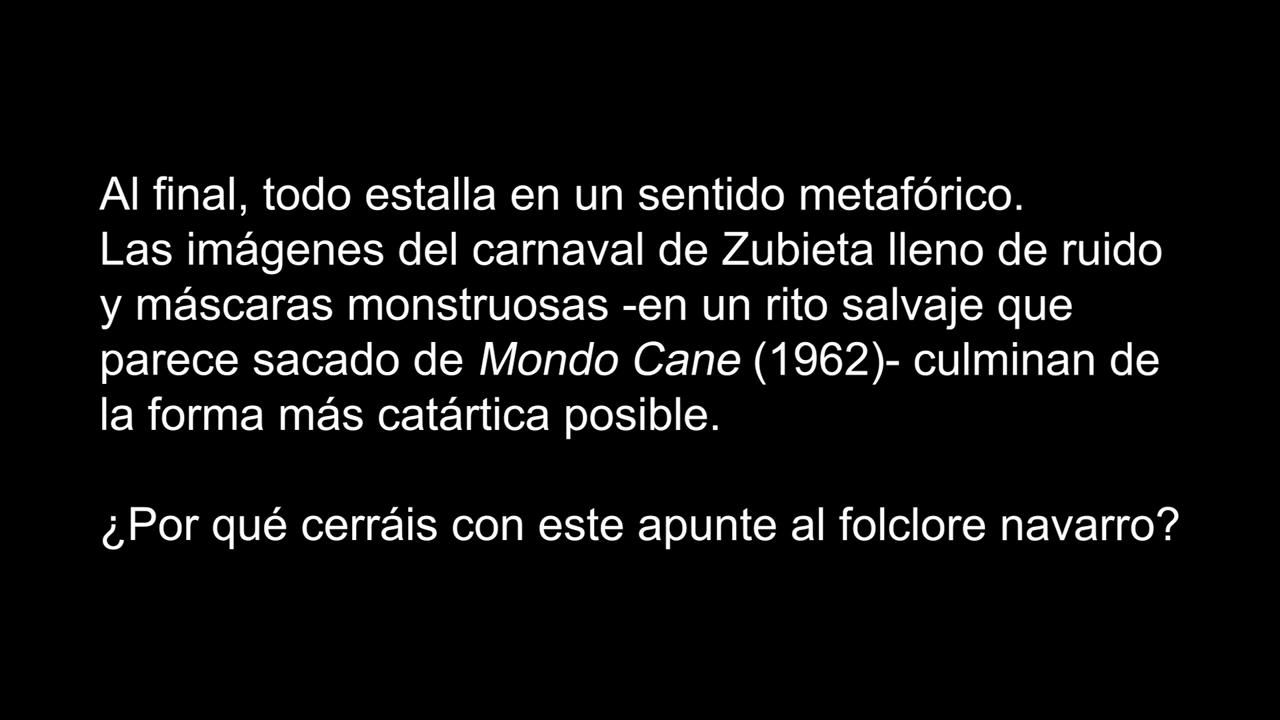 Al final, todo estalla en un sentido metafórico.
Las imágenes del carnaval de Zubieta lleno de ruido
y máscaras monstruosas -en un rito salvaje que
parece sacado de Mondo Cane (1962)- culminan de
la forma más catártica posible.
¿Por qué cerráis con este apunte al folclore navarro?